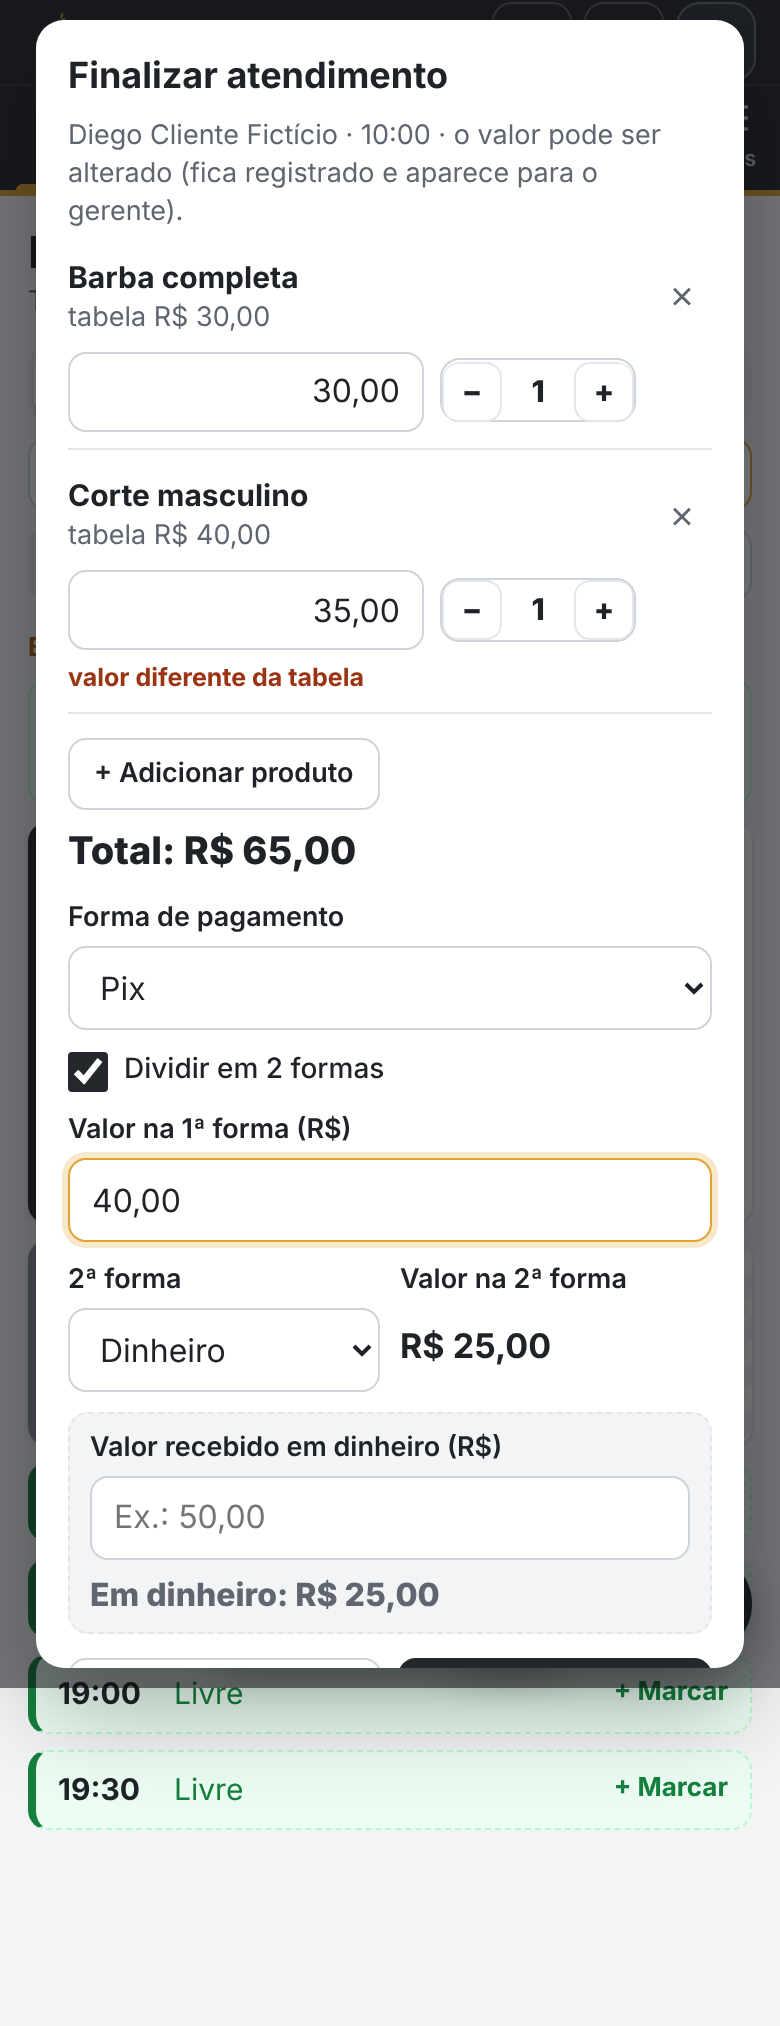 Finalizar atendimento
Diego Cliente Fictício · 10:00 · o valor pode ser
alterado (fica registrado e aparece para o
gerente).
Barba completa
tabela R$ 30,00
×
30,00
− 1 +
Corte masculino
tabela R$ 40,00
×
35,00
− 1 +
valor diferente da tabela
+ Adicionar produto
Total: R$ 65,00
Forma de pagamento
Pix
Dividir em 2 formas
Valor na 1ª forma (R$)
40,00
2ª forma
Valor na 2ª forma
Dinheiro
R$ 25,00
Valor recebido em dinheiro (R$)
Ex.: 50,00
Em dinheiro: R$ 25,00
19:00 Livre + Marcar
19:30 Livre + Marcar